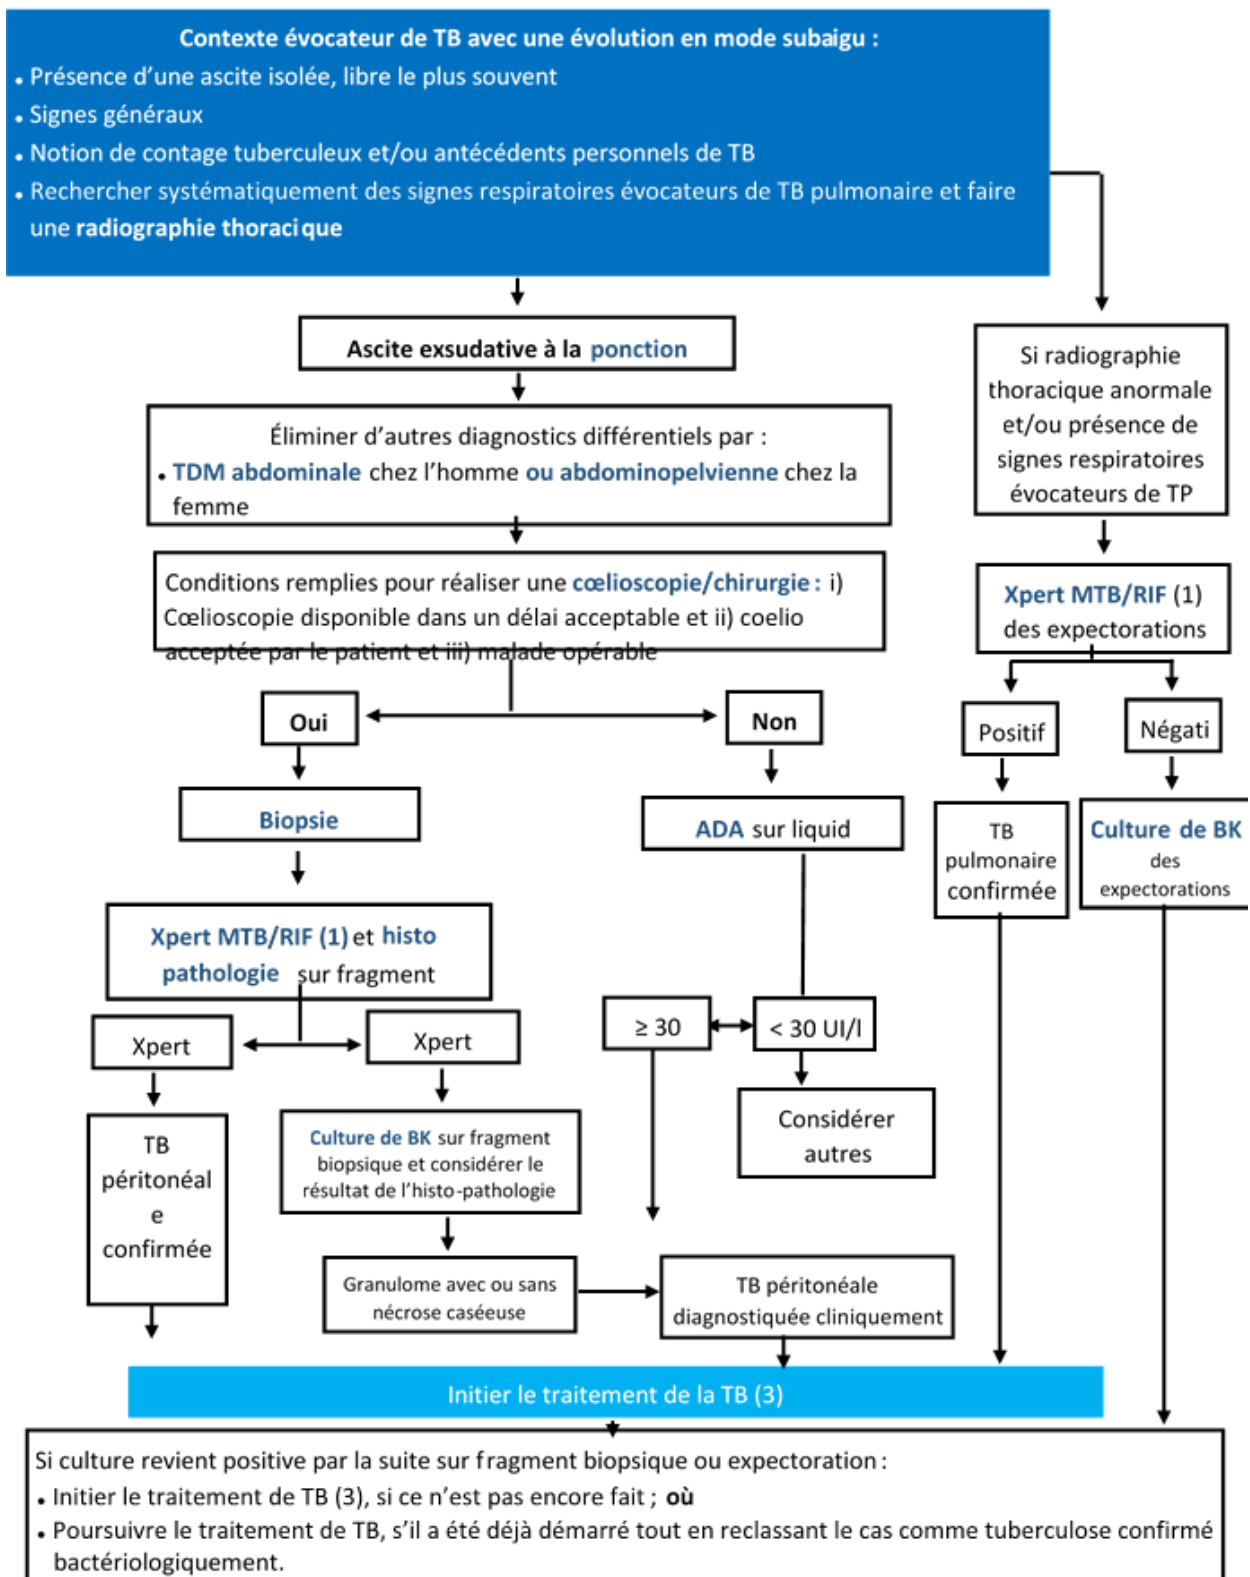 Contexte évocateur de TB avec une évolution en mode subaigu :
• Présence d'une ascite isolée, libre le plus souvent
• Signes généraux
• Notion de contage tuberculeux et/ou antécédents personnels de TB
• Rechercher systématiquement des signes respiratoires évocateurs de TB pulmonaire et faire
une radiographie thoracique
Ascite exsudative à la ponction
Éliminer d'autres diagnostics différentiels par :
• TDM abdominale chez l'homme ou abdominopelvienne chez la
femme
Conditions remplies pour réaliser une cœlioscopie/chirurgie : i)
Cœlioscopie disponible dans un délai acceptable et ii) coelio
acceptée par le patient et iii) malade opérable
Oui
Non
Biopsie
ADA sur liquid
Xpert MTB/RIF (1) et histo
pathologie sur fragment
Xpert
Xpert
≥ 30
< 30 UI/l
TB
péritonéal
e
confirmée
Culture de BK sur fragment
biopsique et considérer le
résultat de l'histo-pathologie
Considérer
autres
Granulome avec ou sans
nécrose caséeuse
TB péritonéale
diagnostiquée cliniquement
Si radiographie
thoracique anormale
et/ou présence de
signes respiratoires
évocateurs de TP
Xpert MTB/RIF (1)
des expectorations
Positif
Négati
TB
pulmonaire
confirmée
Culture de BK
des
expectorations
Initier le traitement de la TB (3)
Si culture revient positive par la suite sur fragment biopsique ou expectoration :
• Initier le traitement de TB (3), si ce n'est pas encore fait ; où
• Poursuivre le traitement de TB, s'il a été déjà démarré tout en reclassant le cas comme tuberculose confirmé
bactériologiquement.